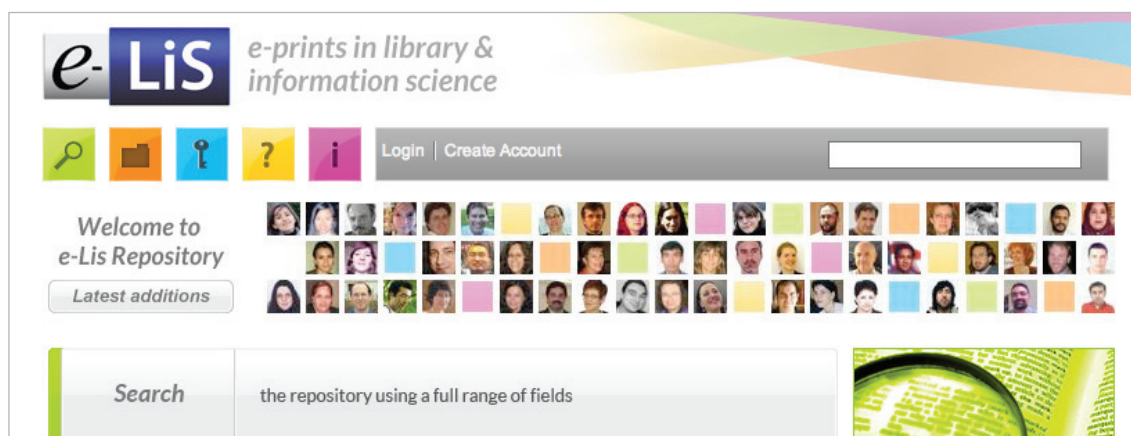 e-LiS
e-prints in library &
information science
? i
Login | Create Account
Welcome to
e-Lis Repository
Latest additions
Search
the repository using a full range of fields